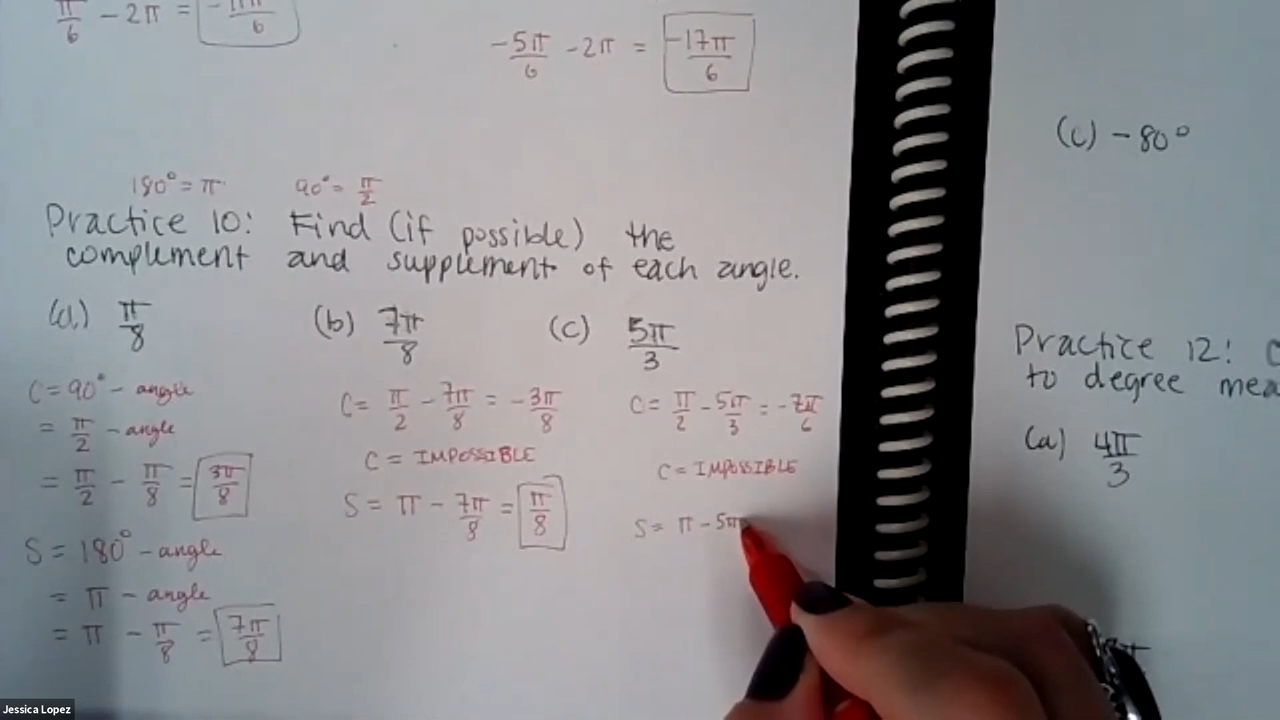 π/6 - 2π = -11π/6
-5π/6 - 2π = -17π/6
180° = π 90° = π/2
Practice 10: Find (if possible) the
complement and supplement of each angle.
(a) π/8 (b) 7π/8 (c) 5π/3
C = 90° - angle
= π/2 - angle
= π/2 - π/8 = 3π/8
S = 180° - angle
= π - angle
= π - π/8 = 7π/8
C = π/2 - 7π/8 = -3π/8
C = IMPOSSIBLE
S = π - 7π/8 = π/8
C = π/2 - 5π/3 = -7π/6
C = IMPOSSIBLE
S = π - 5π
(c) -80°
Practice 12:
to degree mea
(a) 4π/3
Jessica Lopez